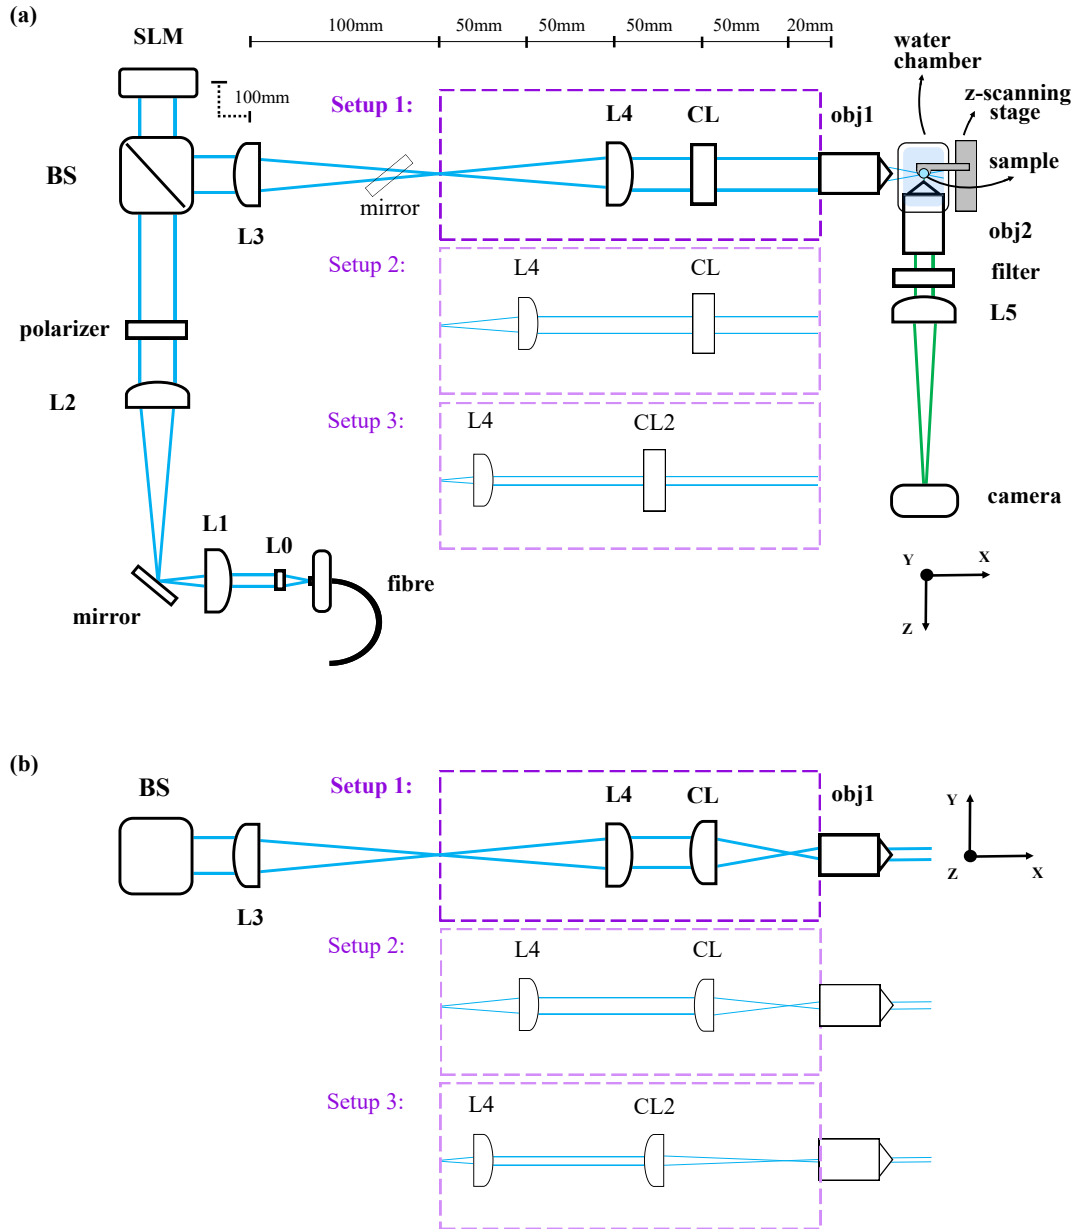 (a)
SLM
100mm
50mm
50mm
50mm
50mm
20mm
100mm
Setup 1:
L4
CL
obj1
water
chamber
z-scanning
stage
BS
sample
mirror
L3
obj2
Setup 2:
L4
CL
filter
L5
polarizer
L2
Setup 3:
L4
CL2
camera
L1
L0
fibre
mirror
Y
X
Z
(b)
BS
Setup 1:
L4
CL
obj1
Y
Z
X
L3
Setup 2:
L4
CL
Setup 3:
L4
CL2